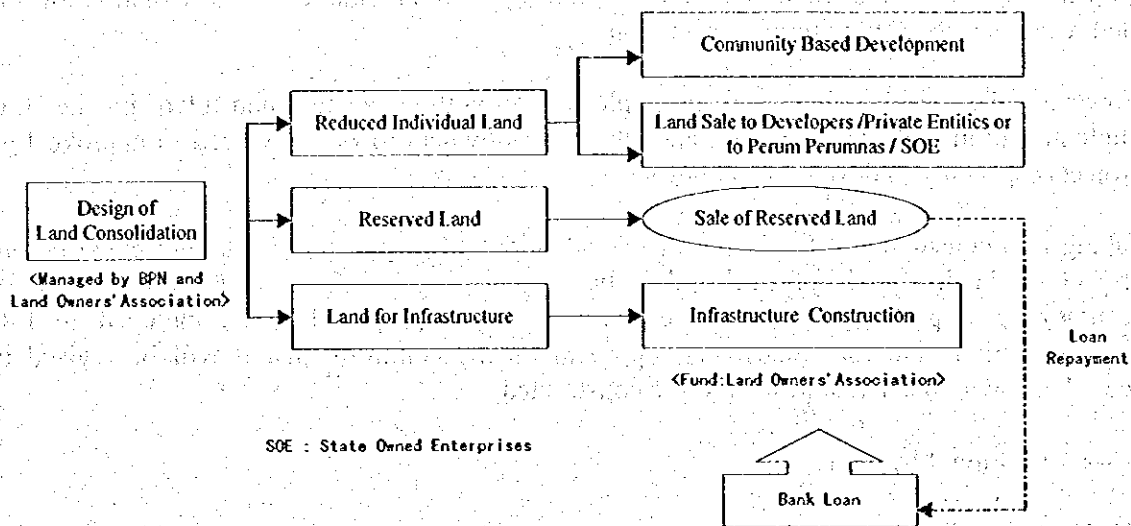 Community Based Development
Reduced Individual Land
Land Sale to Developers /Private Entities or
to Perum Perumnas / SOE
Design of
Land Consolidation
<Managed by BPN and
Land Owners' Association>
Reserved Land
Sale of Reserved Land
Land for Infrastructure
Infrastructure Construction
<Fund:Land Owners' Association>
Loan
Repayment
SOE : State Owned Enterprises
Bank Loan